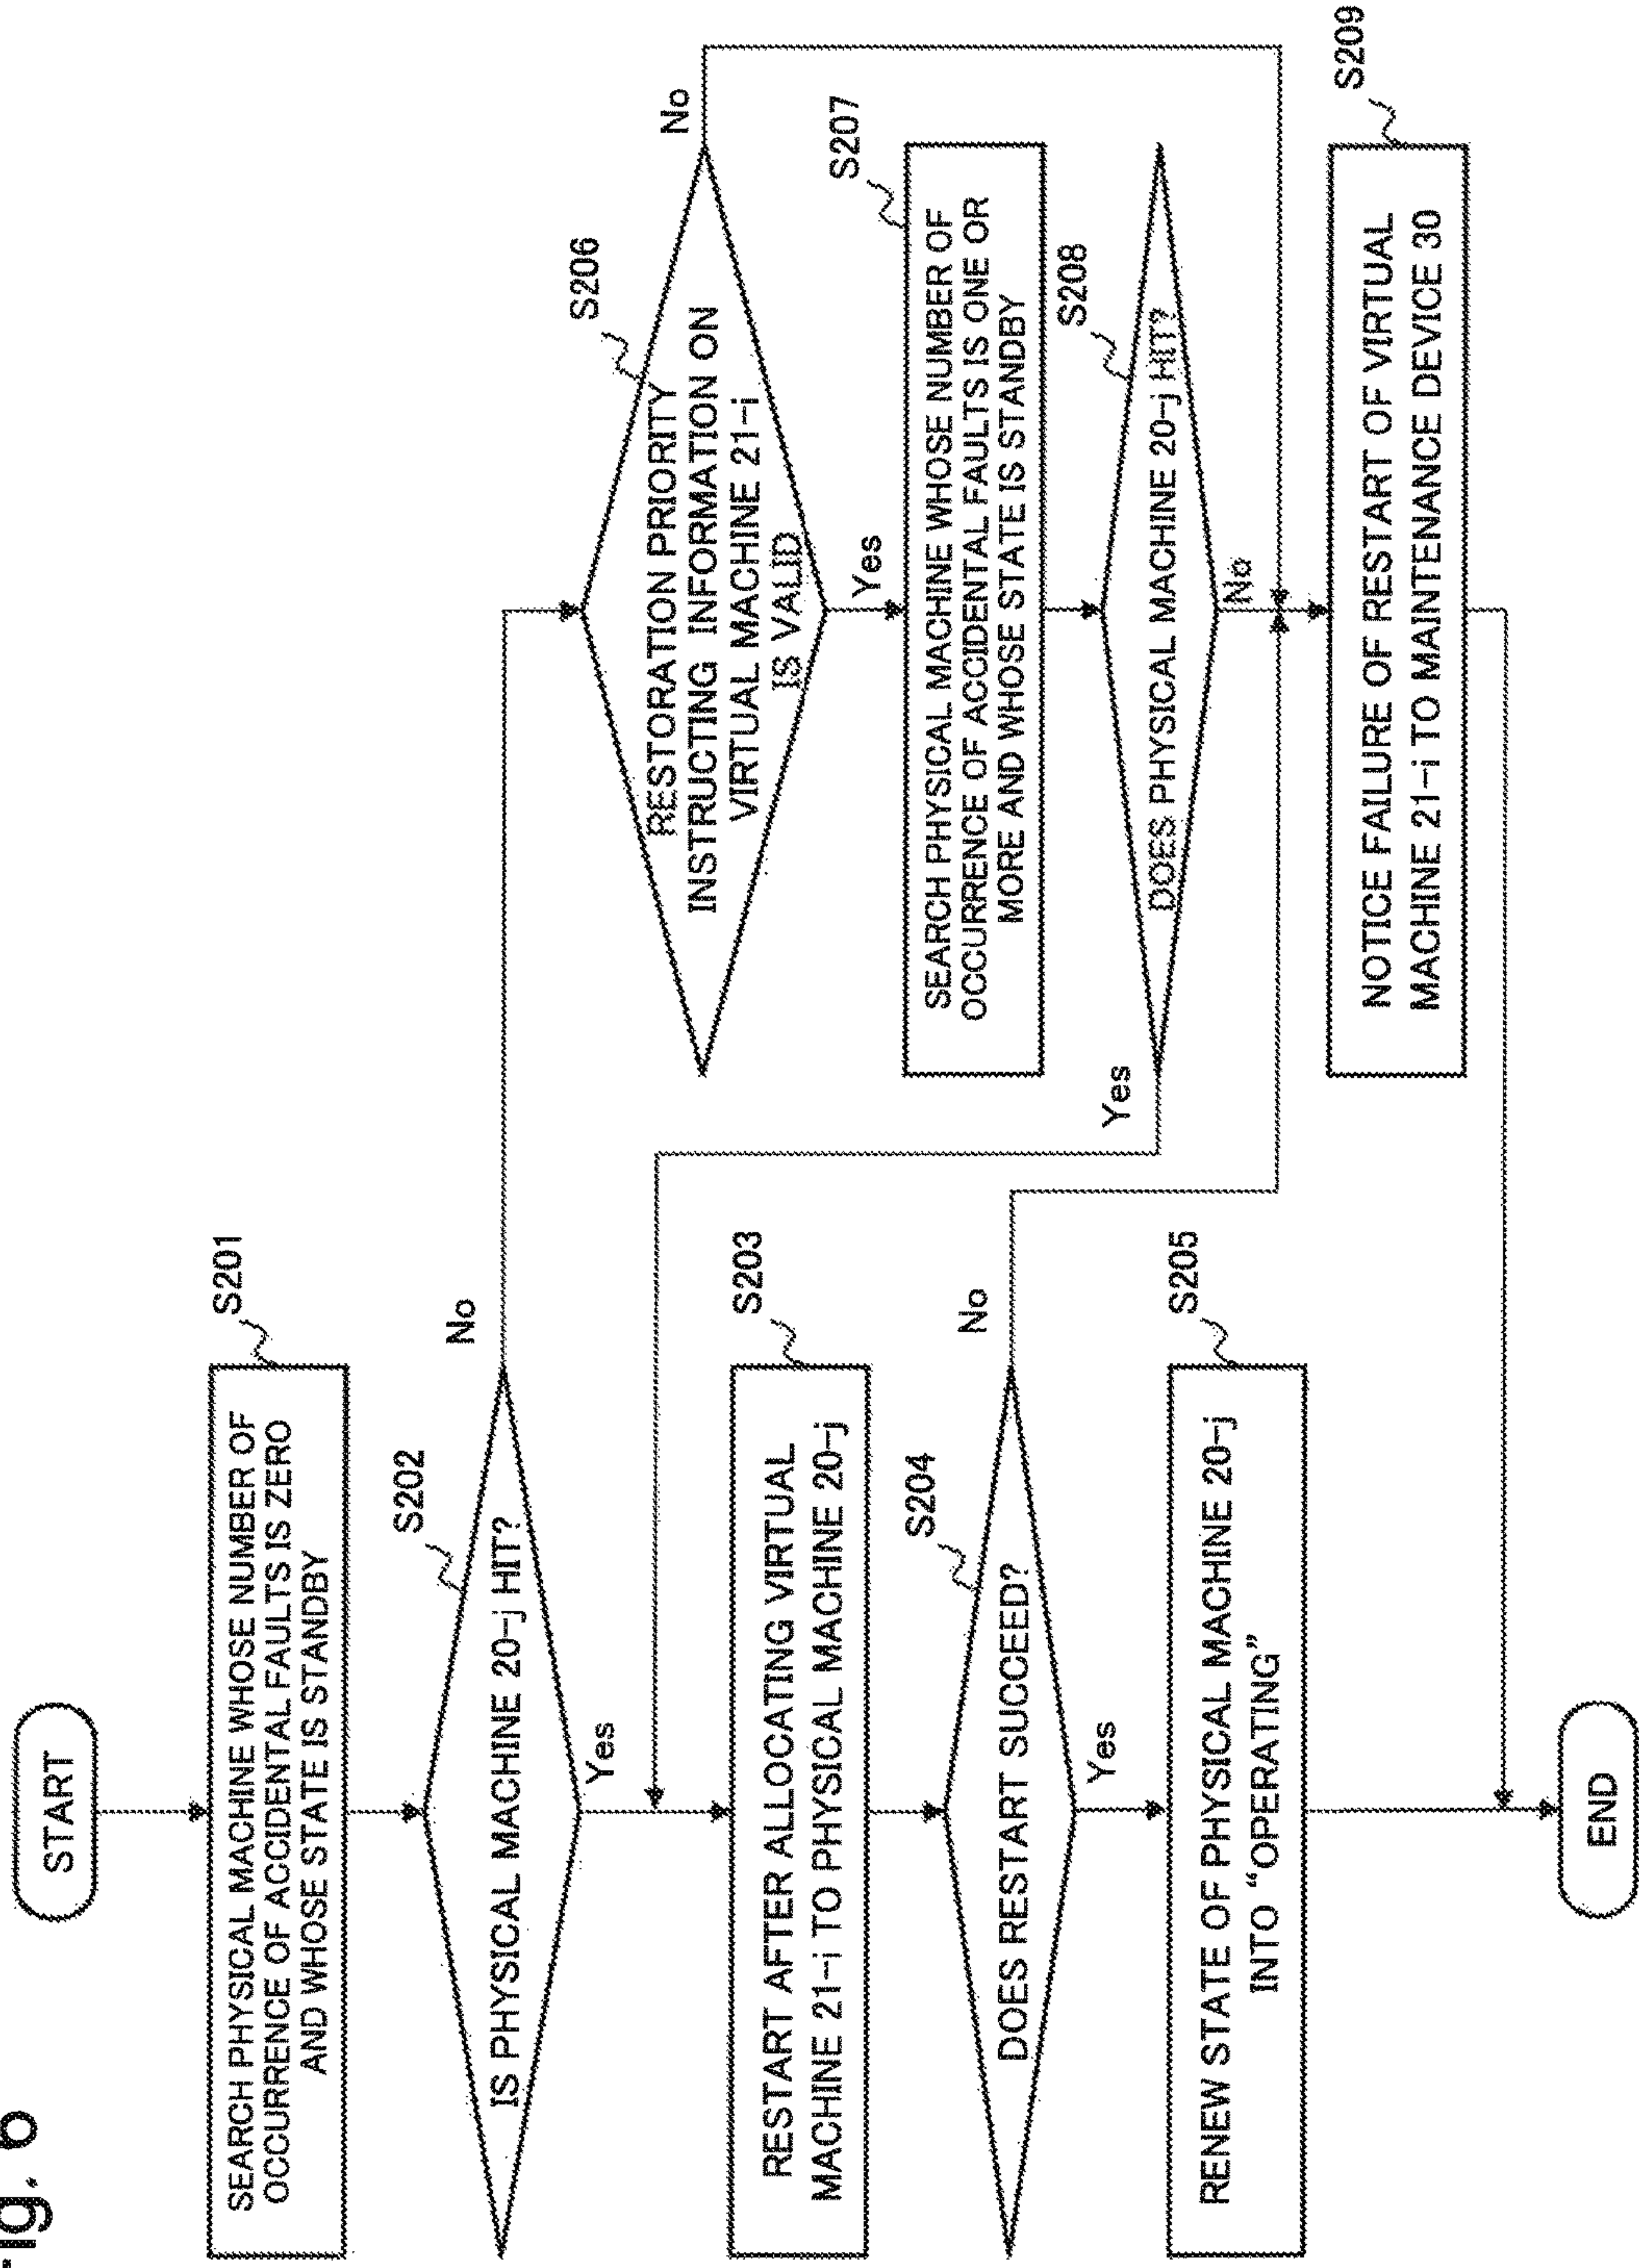 Fig. 6
START
S201
SEARCH PHYSICAL MACHINE WHOSE NUMBER OF
OCCURRENCE OF ACCIDENTAL FAULTS IS ZERO
AND WHOSE STATE IS STANDBY
S202
IS PHYSICAL MACHINE 20-j HIT?
No
Yes
S203
RESTART AFTER ALLOCATING VIRTUAL
MACHINE 21-i TO PHYSICAL MACHINE 20-j
S204
DOES RESTART SUCCEED?
No
Yes
S205
RENEW STATE OF PHYSICAL MACHINE 20-j
INTO “OPERATING”
END
S206
RESTORATION PRIORITY
INSTRUCTING INFORMATION ON
VIRTUAL MACHINE 21-i
IS VALID
No
Yes
S207
SEARCH PHYSICAL MACHINE WHOSE NUMBER OF
OCCURRENCE OF ACCIDENTAL FAULTS IS ONE OR
MORE AND WHOSE STATE IS STANDBY
S208
DOES PHYSICAL MACHINE 20-j HIT?
Yes
No
S209
NOTICE FAILURE OF RESTART OF VIRTUAL
MACHINE 21-i TO MAINTENANCE DEVICE 30